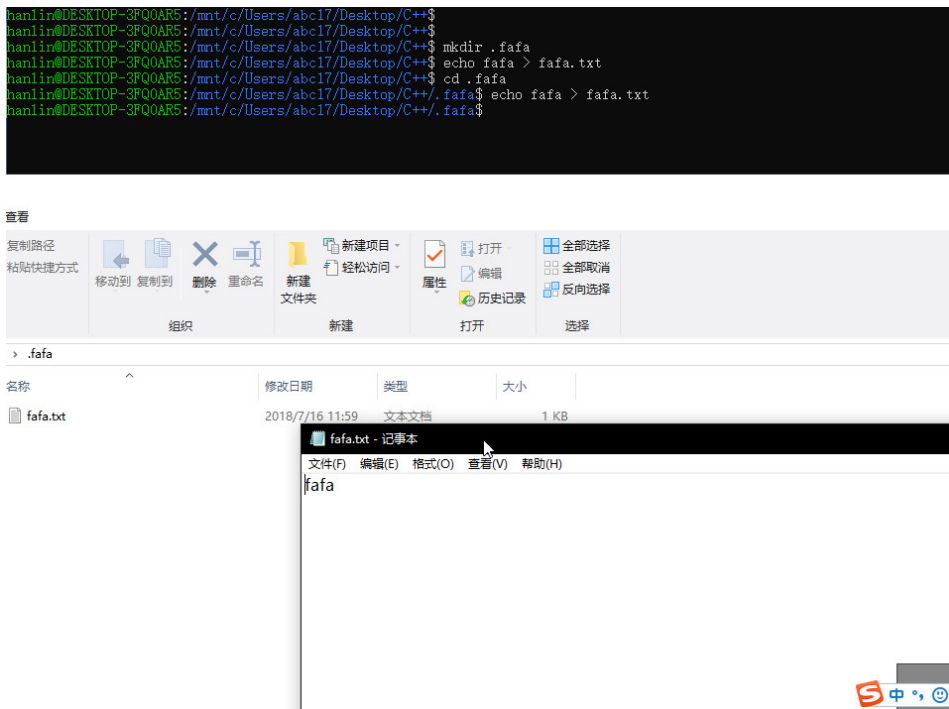 hanlin@DESKTOP-3FQOAR5:/mnt/c/Users/abc17/Desktop/C++$
hanlin@DESKTOP-3FQOAR5:/mnt/c/Users/abc17/Desktop/C++$
hanlin@DESKTOP-3FQOAR5:/mnt/c/Users/abc17/Desktop/C++$ mkdir .fafa
hanlin@DESKTOP-3FQOAR5:/mnt/c/Users/abc17/Desktop/C++$ echo fafa > fafa.txt
hanlin@DESKTOP-3FQOAR5:/mnt/c/Users/abc17/Desktop/C++$ cd .fafa
hanlin@DESKTOP-3FQOAR5:/mnt/c/Users/abc17/Desktop/C++/.fafa$ echo fafa > fafa.txt
hanlin@DESKTOP-3FQOAR5:/mnt/c/Users/abc17/Desktop/C++/.fafa$
查看
复制路径
粘贴快捷方式
移动到 复制到 删除 重命名
组织
新建
文件夹
新建项目
轻松访问
新建
属性
打开
编辑
历史记录
打开
全部选择
全部取消
反向选择
选择
› .fafa
名称 修改日期 类型 大小
fafa.txt 2018/7/16 11:59 文本文档 1 KB
fafa.txt - 记事本
文件(F) 编辑(E) 格式(O) 查看(V) 帮助(H)
fafa
S 中 °,